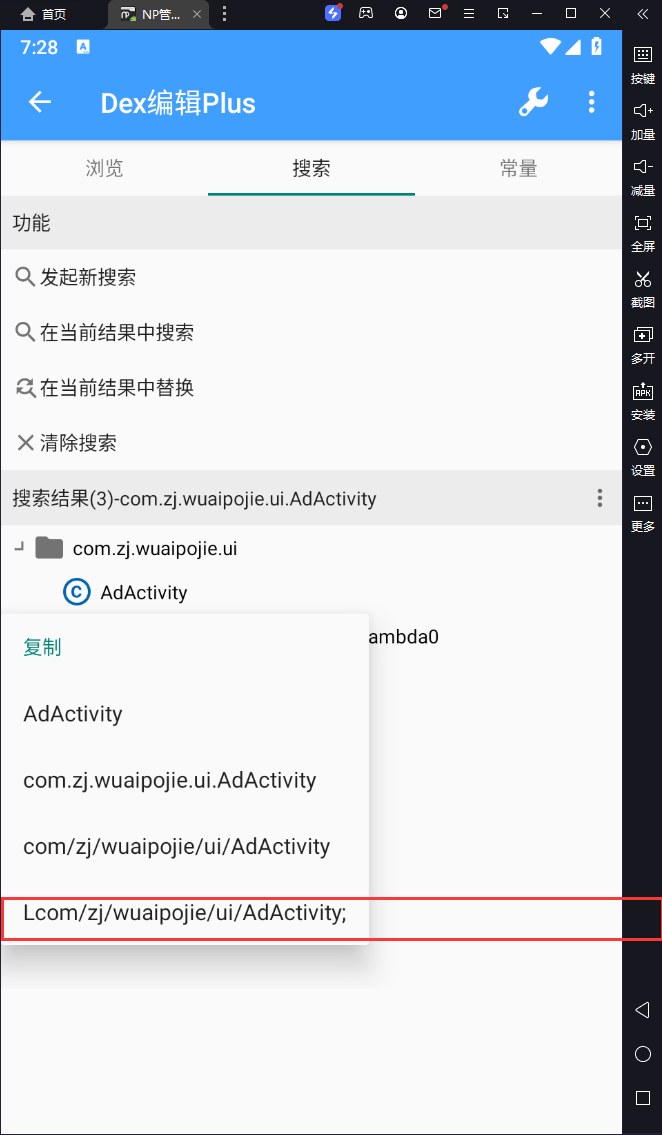 首页
NP管...
7:28
A
Dex编辑Plus
浏览
搜索
常量
功能
发起新搜索
在当前结果中搜索
在当前结果中替换
清除搜索
搜索结果(3)-com.zj.wuaipojie.ui.AdActivity
com.zj.wuaipojie.ui
C AdActivity
ambda0
复制
AdActivity
com.zj.wuaipojie.ui.AdActivity
com/zj/wuaipojie/ui/AdActivity
Lcom/zj/wuaipojie/ui/AdActivity;
按键
加量
减量
全屏
截图
多开
APK
安装
设置
更多